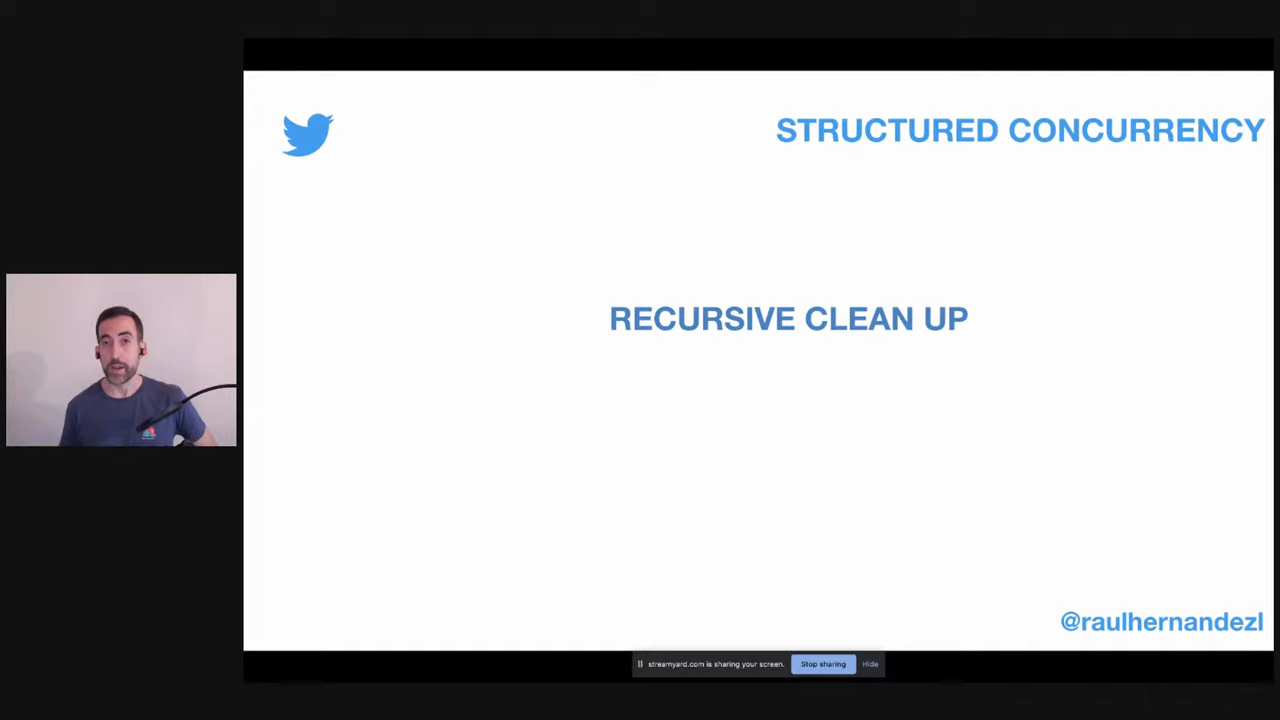 STRUCTURED CONCURRENCY
RECURSIVE CLEAN UP
@raulhernandezl
streamyard.com is sharing your screen. Stop sharing Hide